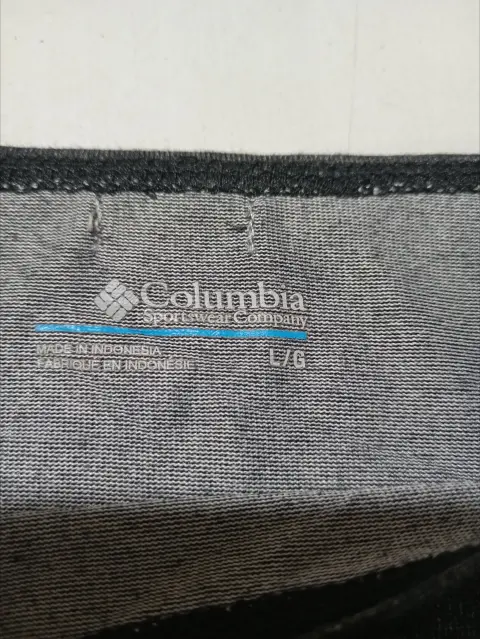 Columbia
Sportswear Company
MADE IN INDONESIA
FABRIQUÉ EN INDONÉSIE
L/G